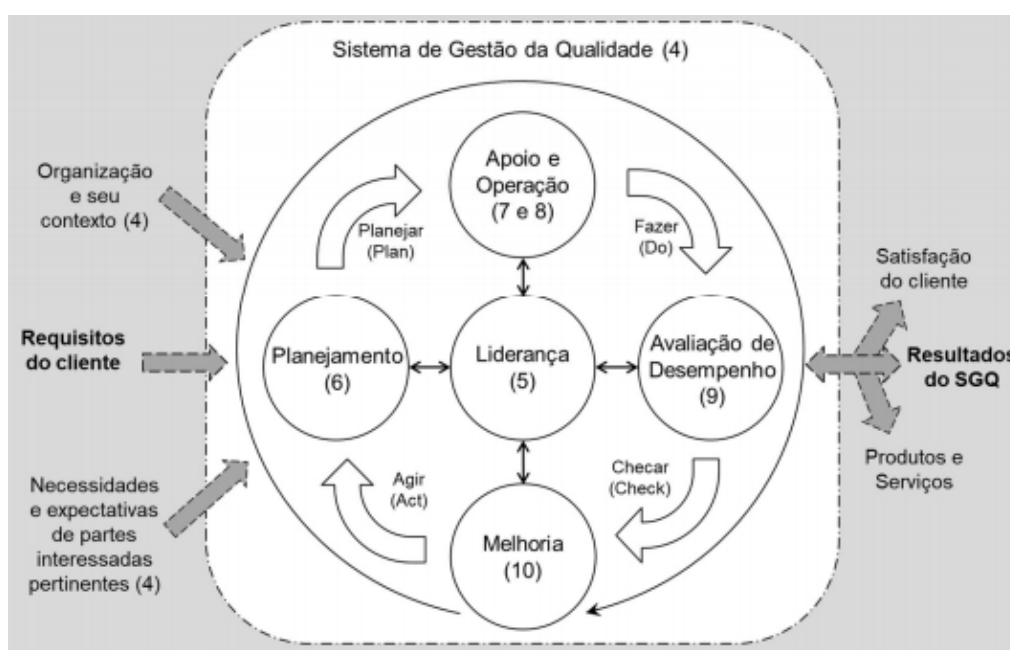 Sistema de Gestão da Qualidade (4)
Organização
e seu
contexto (4)
Requisitos
do cliente
Necessidades
e expectativas
de partes
interessadas
pertinentes (4)
Apoio e
Operação
(7 e 8)
Planejar
(Plan)
Fazer
(Do)
Planejamento
(6)
Liderança
(5)
Avaliação de
Desempenho
(9)
Agir
(Act)
Checar
(Check)
Melhoria
(10)
Satisfação
do cliente
Resultados
do SGQ
Produtos e
Serviços